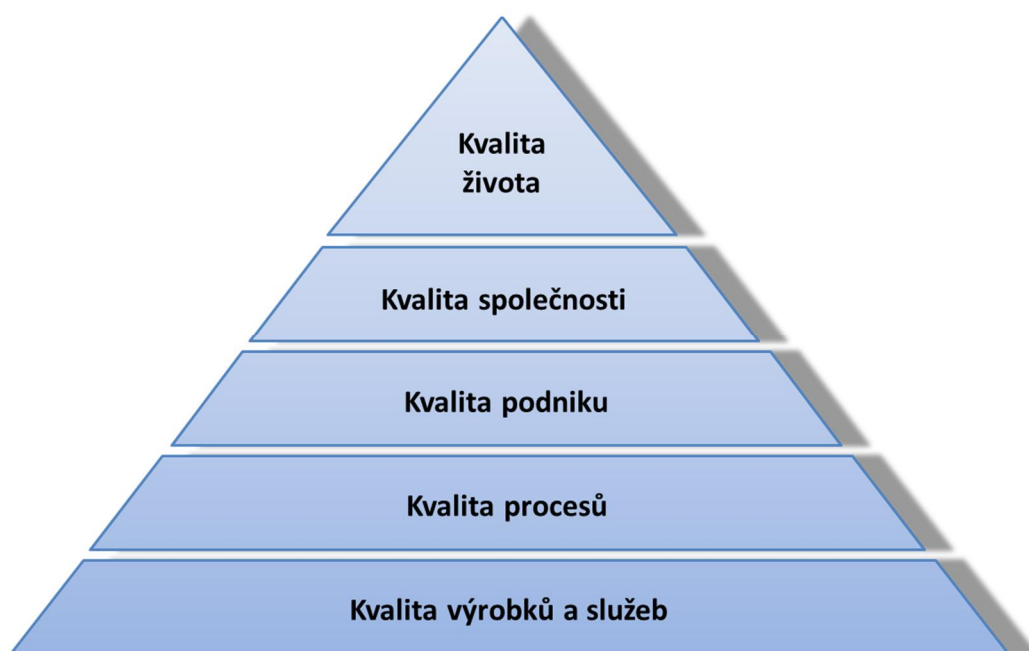 Kvalita
života
Kvalita společnosti
Kvalita podniku
Kvalita procesů
Kvalita výrobků a služeb